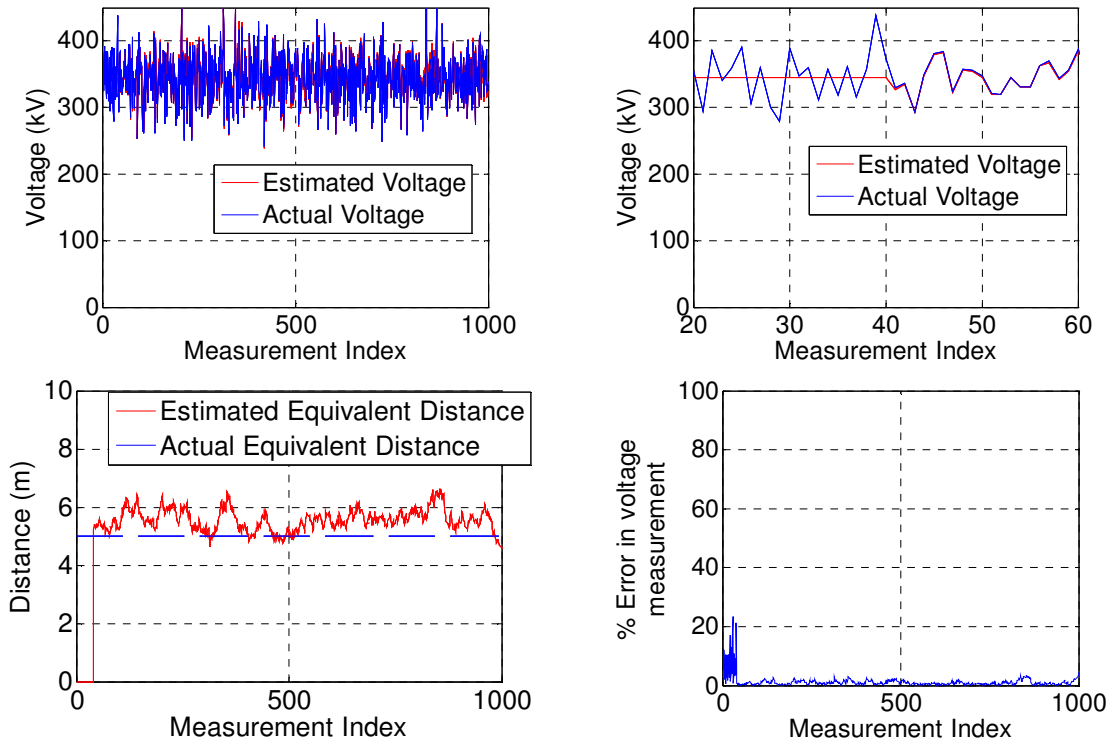 400
300
200
100
0
Voltage (kV)
Estimated Voltage
Actual Voltage
0 500 1000
Measurement Index
400
300
200
100
0
Voltage (kV)
Estimated Voltage
Actual Voltage
20 30 40 50 60
Measurement Index
10
8
6
4
2
0
Distance (m)
Estimated Equivalent Distance
Actual Equivalent Distance
0 500 1000
Measurement Index
100
80
60
40
20
0
% Error in voltage
measurement
0 500 1000
Measurement Index